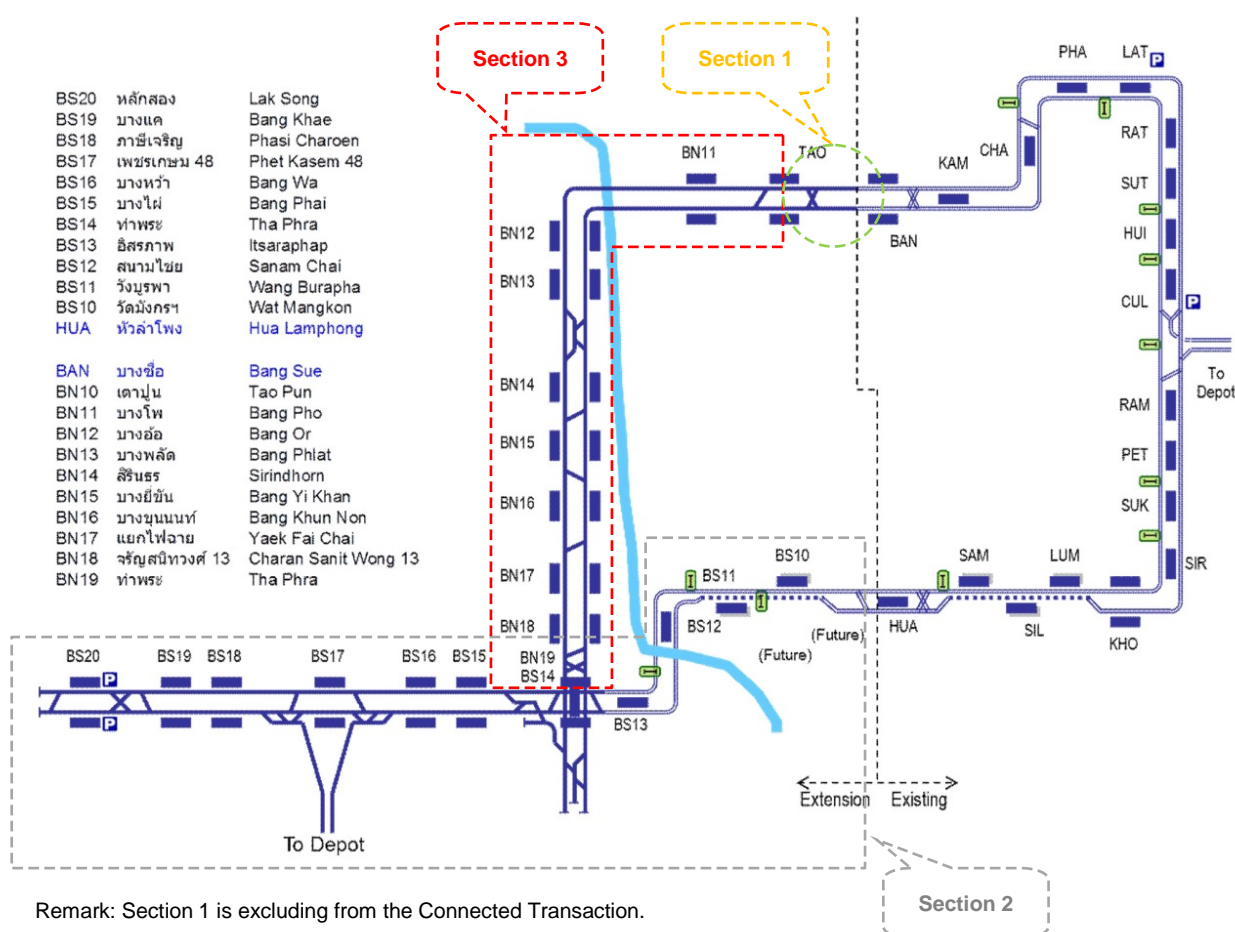 Section 3
Section 1
BS20 หลักสอง Lak Song
BS19 บางแค Bang Khae
BS18 ภาษีเจริญ Phasi Charoen
BS17 เพชรเกษม 48 Phet Kasem 48
BS16 บางหว้า Bang Wa
BS15 บางไผ่ Bang Phai
BS14 ท่าพระ Tha Phra
BS13 อิสรภาพ Itsaraphap
BS12 สนามไชย Sanam Chai
BS11 วังบูรพา Wang Burapha
BS10 วัดมังกรฯ Wat Mangkon
HUA หัวลำโพง Hua Lamphong
BAN บางซื่อ Bang Sue
BN10 เตาปูน Tao Pun
BN11 บางโพ Bang Pho
BN12 บางอ้อ Bang Or
BN13 บางพลัด Bang Phlat
BN14 สิรินธร Sirindhorn
BN15 บางยี่ขัน Bang Yi Khan
BN16 บางขุนนนท์ Bang Khun Non
BN17 แยกไฟฉาย Yaek Fai Chai
BN18 จรัญสนิทวงศ์ 13 Charan Sanit Wong 13
BN19 ท่าพระ Tha Phra
PHA LAT
P
BN11 TAO KAM CHA RAT
SUT
BN12 BAN HUI
BN13 CUL P
To
Depot
BN14 RAM
BN15 PET
BN16 SUK
BS10 SAM LUM SIR
BN17 BS11
BN18 BS12 (Future) HUA SIL KHO
(Future)
BS20 P BS19 BS18 BS17 BS16 BS15 BN19
BS14
P BS13
Extension Existing
To Depot
Section 2
Remark: Section 1 is excluding from the Connected Transaction.